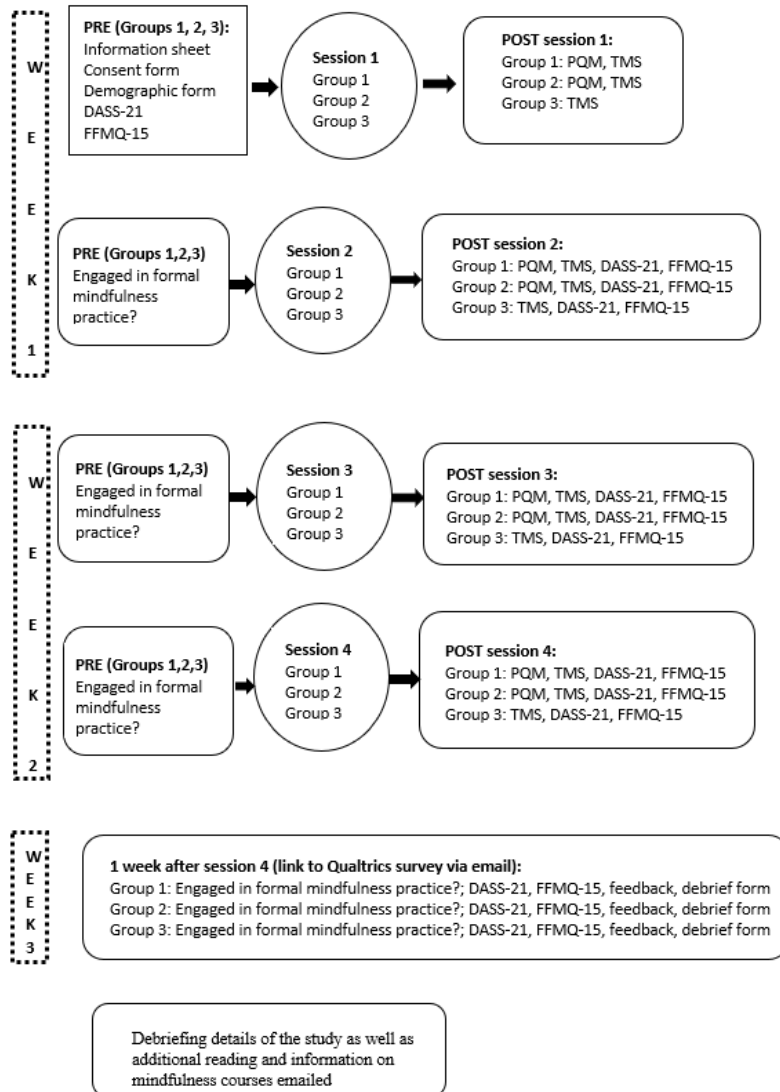 WEEK 1
PRE (Groups 1, 2, 3):
Information sheet
Consent form
Demographic form
DASS-21
FFMQ-15
Session 1
Group 1
Group 2
Group 3
POST session 1:
Group 1: PQM, TMS
Group 2: PQM, TMS
Group 3: TMS
PRE (Groups 1,2,3)
Engaged in formal
mindfulness
practice?
Session 2
Group 1
Group 2
Group 3
POST session 2:
Group 1: PQM, TMS, DASS-21, FFMQ-15
Group 2: PQM, TMS, DASS-21, FFMQ-15
Group 3: TMS, DASS-21, FFMQ-15
WEEK 2
PRE (Groups 1,2,3)
Engaged in formal
mindfulness
practice?
Session 3
Group 1
Group 2
Group 3
POST session 3:
Group 1: PQM, TMS, DASS-21, FFMQ-15
Group 2: PQM, TMS, DASS-21, FFMQ-15
Group 3: TMS, DASS-21, FFMQ-15
PRE (Groups 1,2,3)
Engaged in formal
mindfulness
practice?
Session 4
Group 1
Group 2
Group 3
POST session 4:
Group 1: PQM, TMS, DASS-21, FFMQ-15
Group 2: PQM, TMS, DASS-21, FFMQ-15
Group 3: TMS, DASS-21, FFMQ-15
WEEK 3
1 week after session 4 (link to Qualtrics survey via email):
Group 1: Engaged in formal mindfulness practice?; DASS-21, FFMQ-15, feedback, debrief form
Group 2: Engaged in formal mindfulness practice?; DASS-21, FFMQ-15, feedback, debrief form
Group 3: Engaged in formal mindfulness practice?; DASS-21, FFMQ-15, feedback, debrief form
Debriefing details of the study as well as
additional reading and information on
mindfulness courses emailed